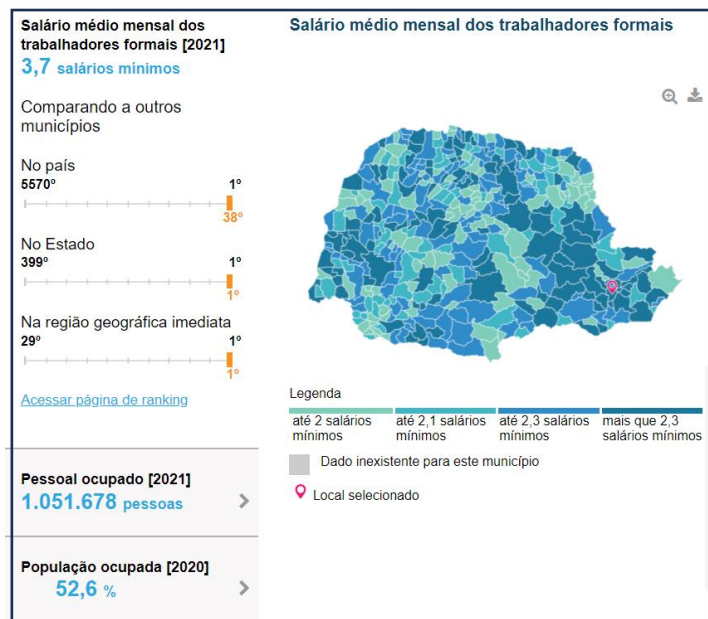 Salário médio mensal dos
trabalhadores formais [2021]
3,7 salários mínimos
Comparando a outros
municípios
No país
5570º 1º
38º
No Estado
399º 1º
1º
Na região geográfica imediata
29º 1º
1º
Acessar página de ranking
Pessoal ocupado [2021]
1.051.678 pessoas
População ocupada [2020]
52,6 %
Salário médio mensal dos trabalhadores formais
Legenda
até 2 salários
mínimos
até 2,1 salários
mínimos
até 2,3 salários
mínimos
mais que 2,3
salários mínimos
Dado inexistente para este município
Local selecionado